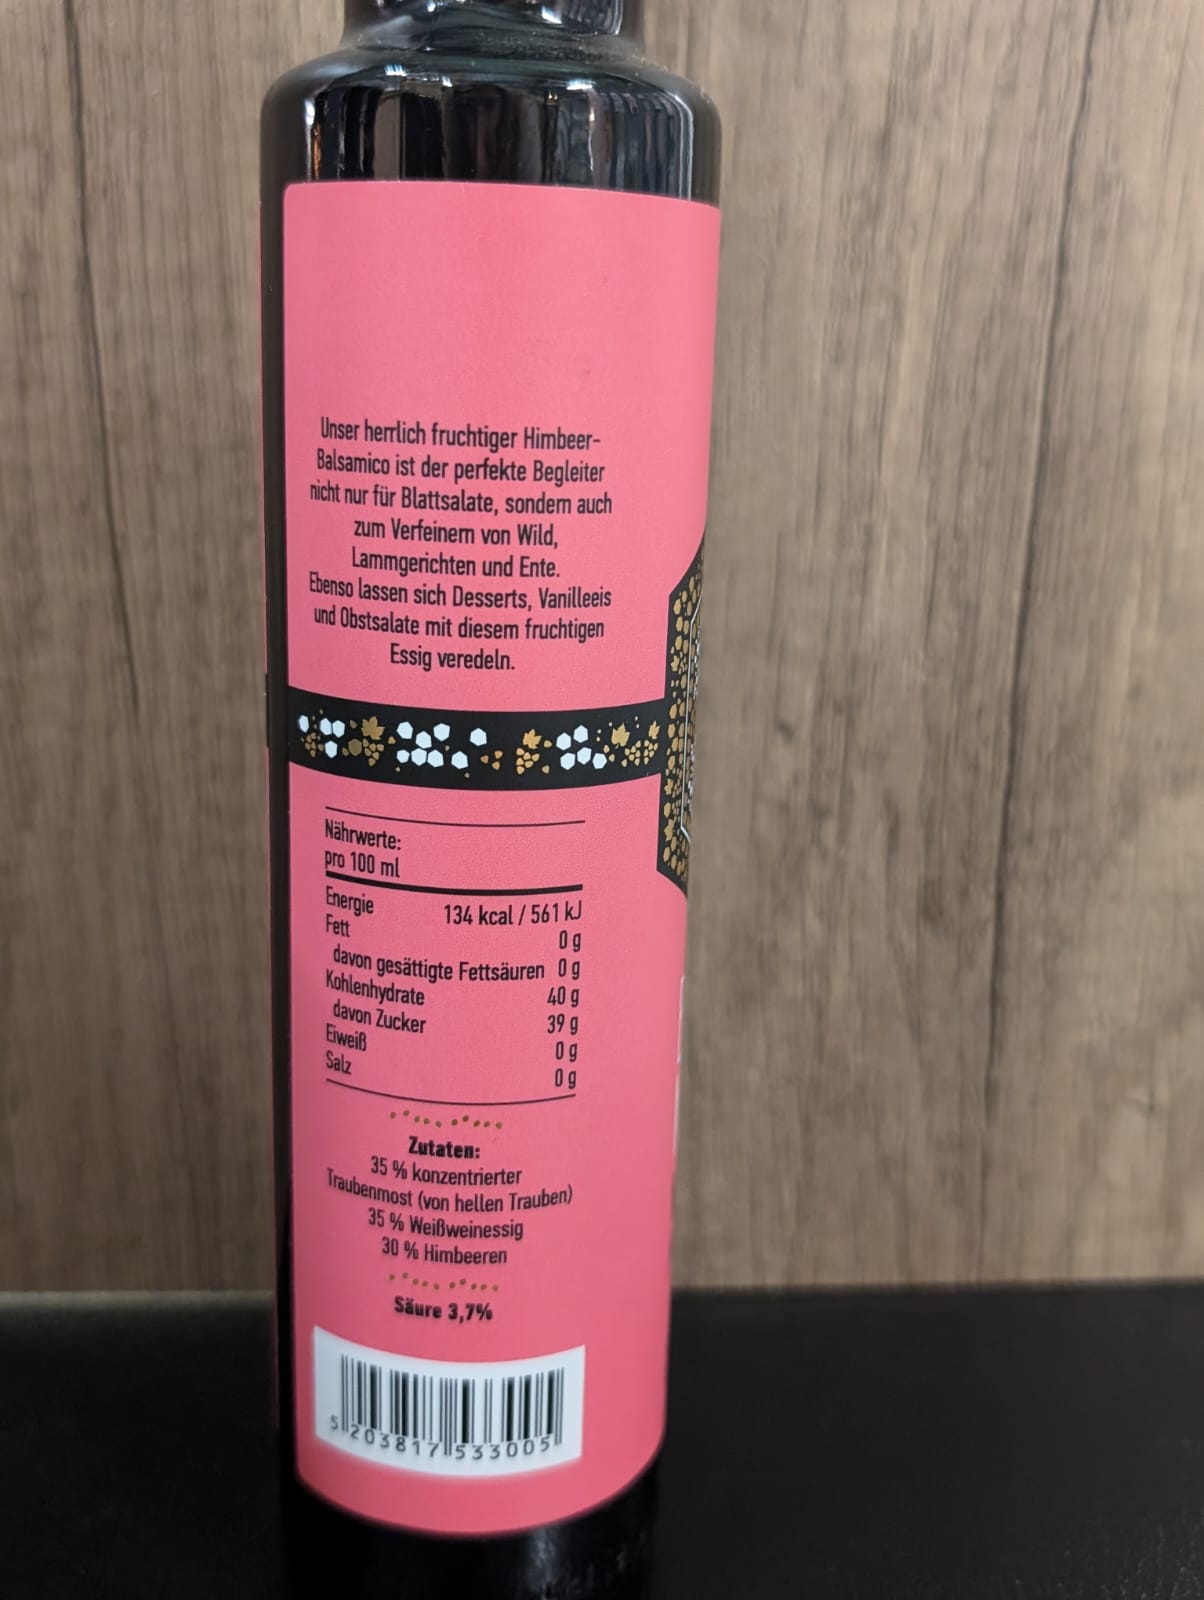 Unser herrlich fruchtiger Himbeer-
Balsamico ist der perfekte Begleiter
nicht nur für Blattsalate, sondern auch
zum Verfeinern von Wild,
Lammgerichten und Ente.
Ebenso lassen sich Desserts, Vanilleeis
und Obstsalate mit diesem fruchtigen
Essig veredeln.
Nährwerte:
pro 100 ml
Energie 134 kcal / 561 kJ
Fett 0 g
davon gesättigte Fettsäuren 0 g
Kohlenhydrate 40 g
davon Zucker 39 g
Eiweiß 0 g
Salz 0 g
Zutaten:
35 % konzentrierter
Traubenmost (von hellen Trauben)
35 % Weißweinessig
30 % Himbeeren
Säure 3,7%
5 203817 533005